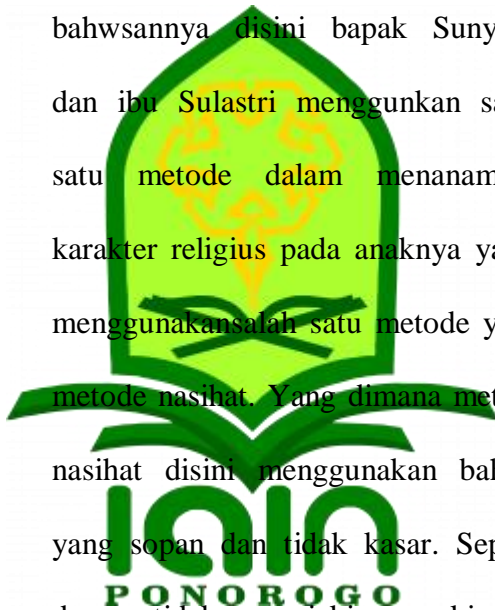 bahwsannya disini bapak Suny
dan ibu Sulastri menggunkan sa
satu metode dalam menanam
karakter religius pada anaknya ya
menggunakansalah satu metode y
metode nasihat. Yang dimana met
nasihat disini menggunakan bah
yang sopan dan tidak kasar. Sep
iain
PONOROGO